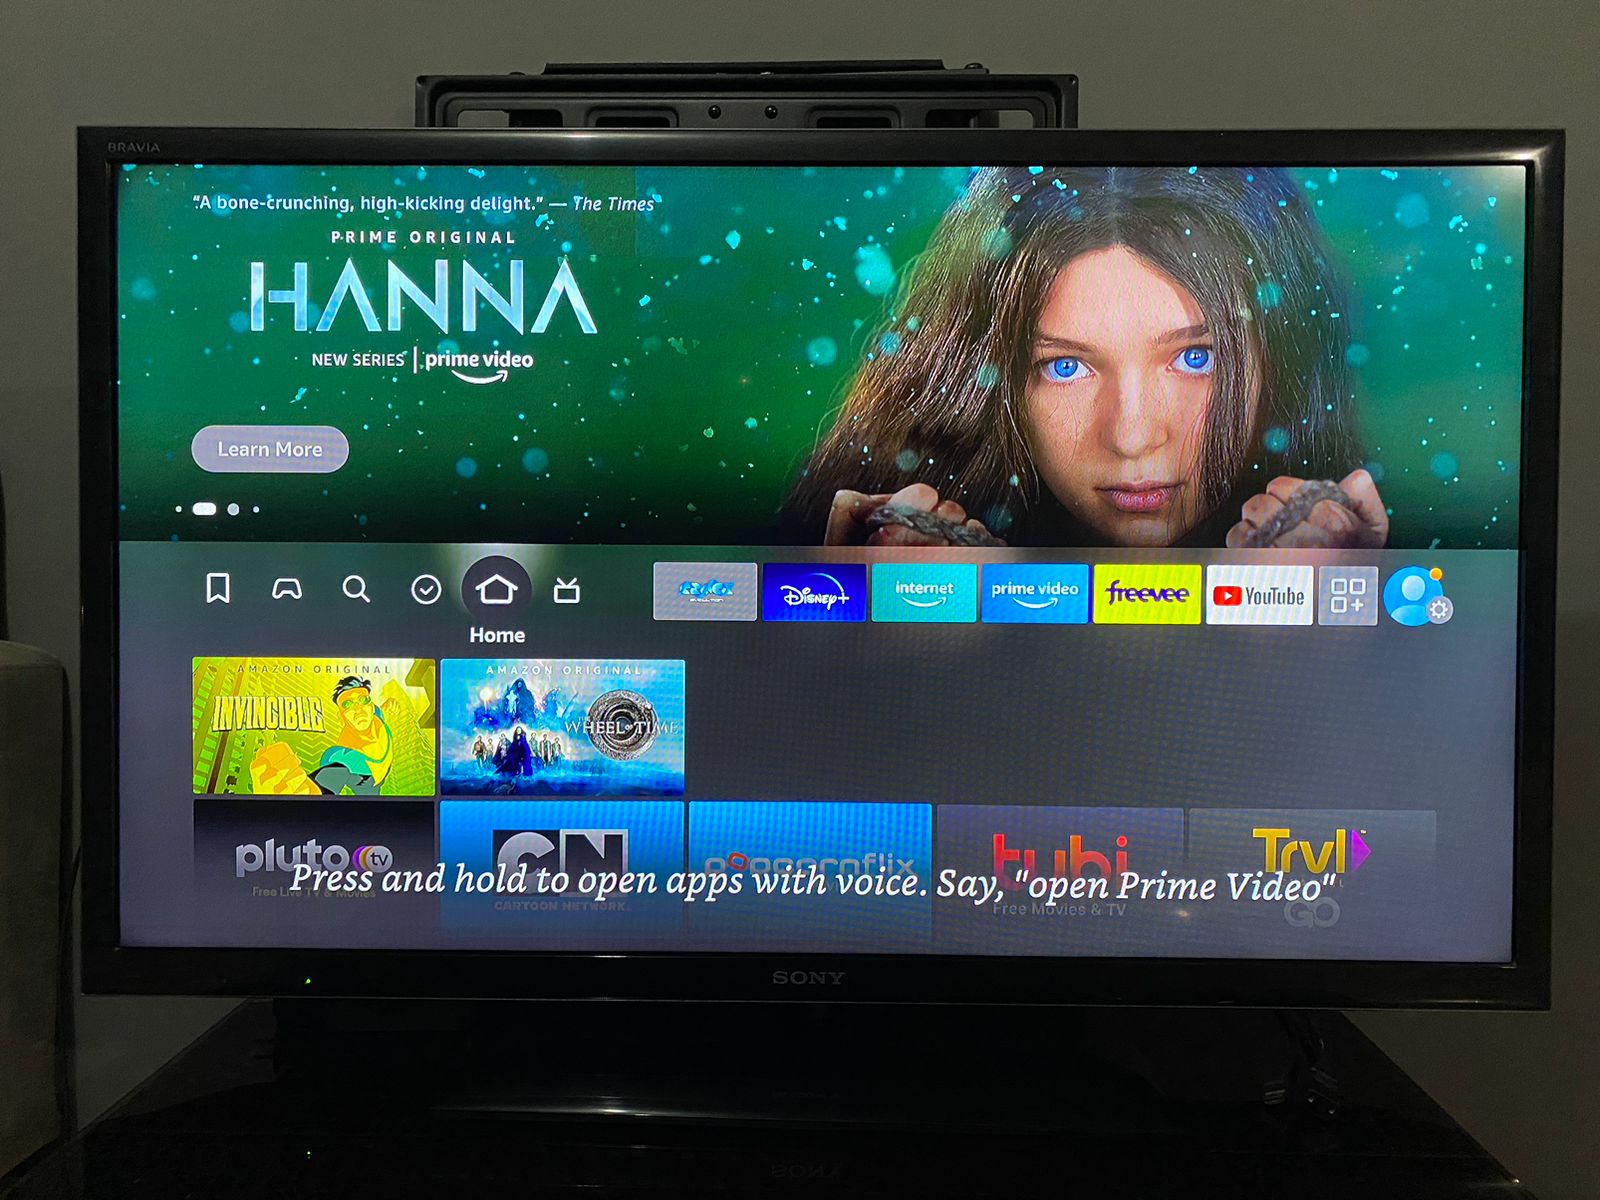 BRAVIA
"A bone-crunching, high-kicking delight." — The Times
PRIME ORIGINAL
HANNA
NEW SERIES | prime video
Learn More
Disney+
internet
prime video
freevee
YouTube
Home
AMAZON ORIGINAL
INVINCIBLE
AMAZON ORIGINAL
THE WHEEL OF TIME
pluto tv
Free Live TV & Movies
CN
CARTOON NETWORK
popcornflix
tubi
Free Movies & TV
Trvl
GO
Press and hold to open apps with voice. Say, "open Prime Video"
SONY